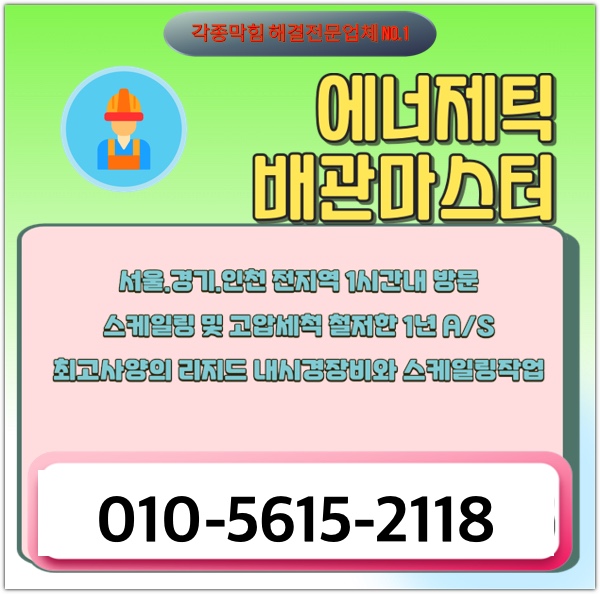 각종막힘 해결전문업체 NO.1
에너제틱
배관마스터
서울,경기,인천 전지역 1시간내 방문
스케일링 및 고압세척 철저한 1년 A/S
최고사양의 리지드 내시경장비와 스케일링작업
010-5615-2118